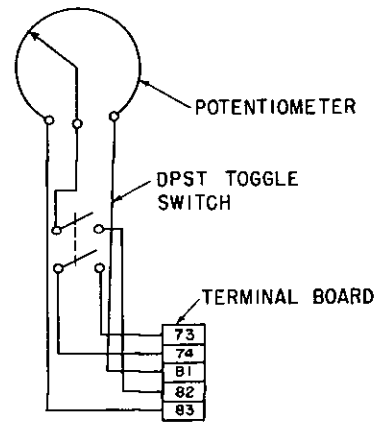 POTENTIOMETER
DPST TOGGLE
SWITCH
TERMINAL BOARD
73
74
81
82
83